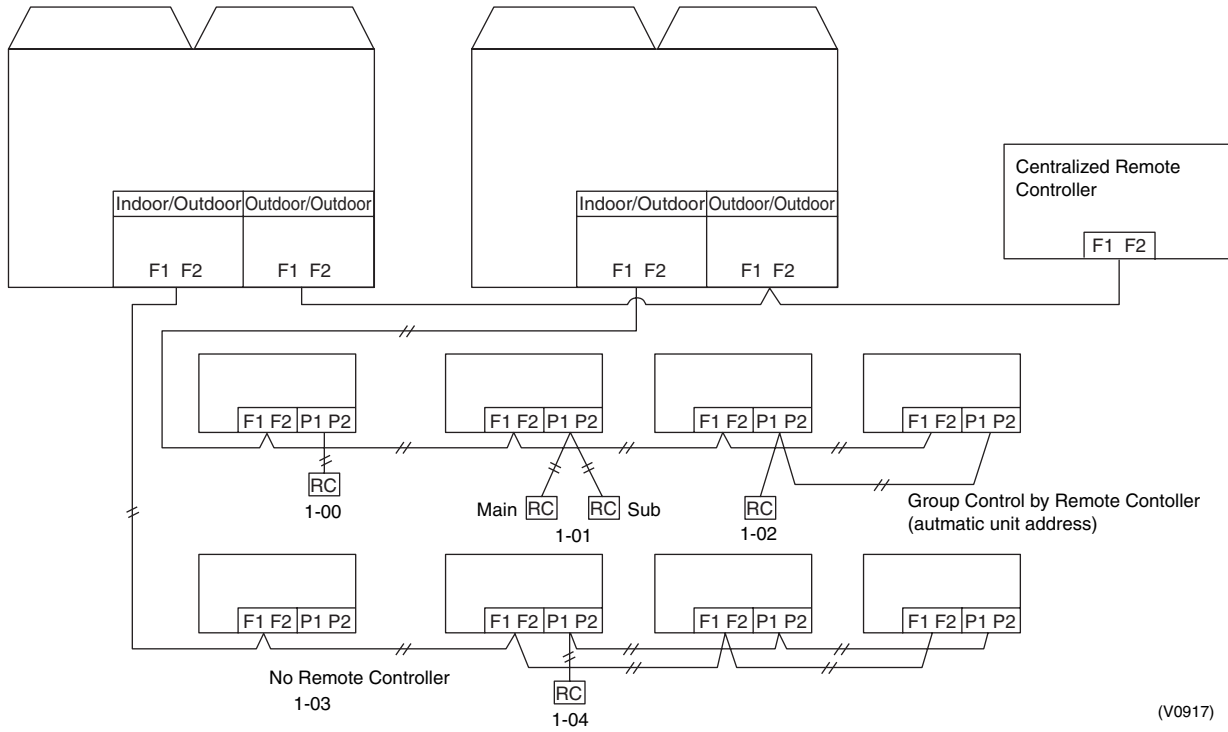 Centralized Remote
Controller
F1 F2
Indoor/Outdoor Outdoor/Outdoor
F1 F2 F1 F2
Indoor/Outdoor Outdoor/Outdoor
F1 F2 F1 F2
F1 F2 P1 P2
F1 F2 P1 P2
F1 F2 P1 P2
F1 F2 P1 P2
RC
1-00
Main RC RC Sub
1-01
RC
1-02
Group Control by Remote Contoller
(autmatic unit address)
F1 F2 P1 P2
F1 F2 P1 P2
F1 F2 P1 P2
F1 F2 P1 P2
No Remote Controller
1-03
RC
1-04
(V0917)